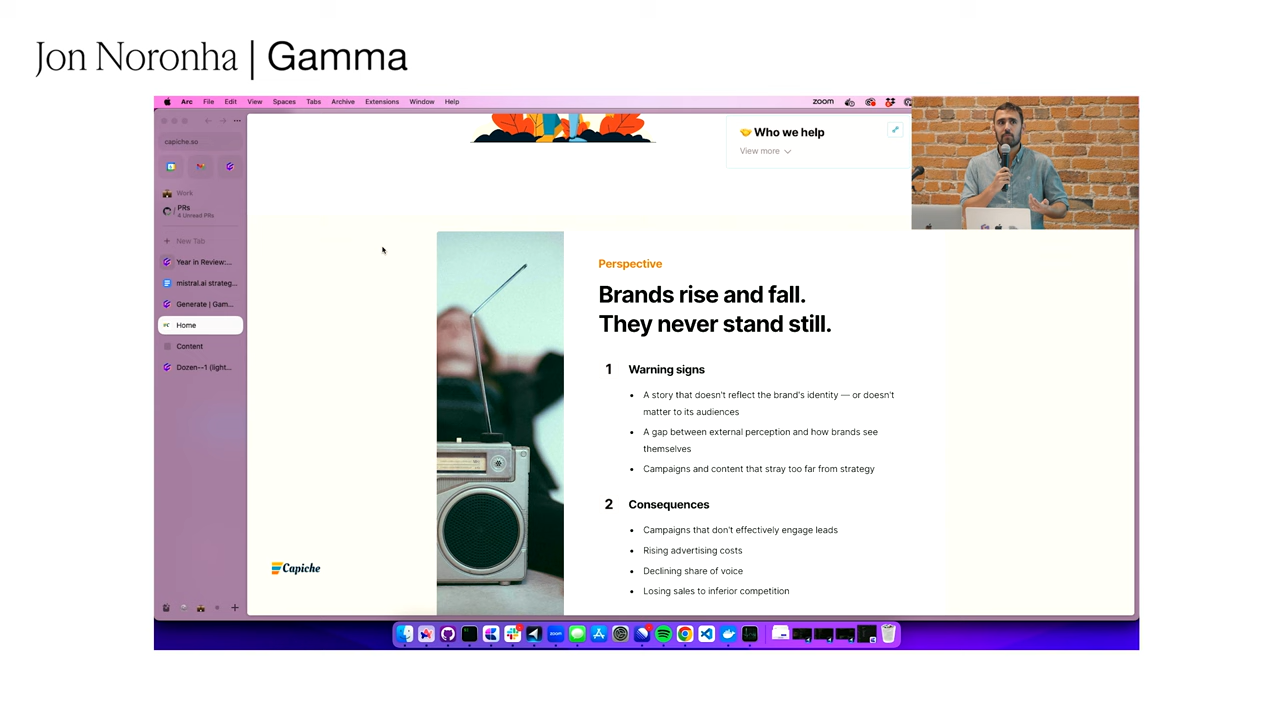 Jon Noronha | Gamma
Arc File Edit View Spaces Tabs Archive Extensions Window Help
zoom
capiche.so
Work
PRs
4 Unread PRs
New Tab
Year in Review:...
mistral.ai strateg...
Generate | Gam...
Home
Content
Dozen--1 (light...
Who we help
View more
Perspective
Brands rise and fall.
They never stand still.
1 Warning signs
• A story that doesn't reflect the brand's identity — or doesn't
matter to its audiences
• A gap between external perception and how brands see
themselves
• Campaigns and content that stray too far from strategy
2 Consequences
• Campaigns that don't effectively engage leads
• Rising advertising costs
• Declining share of voice
• Losing sales to inferior competition
Capiche
zoom